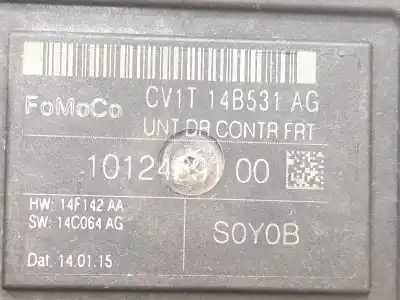 FoMoCo CV1T 14B531 AG
UNT DR CONTR FRT
00
HW: 14F142 AA
SW: 14C064 AG
S0Y0B
Dat. 14.01.15